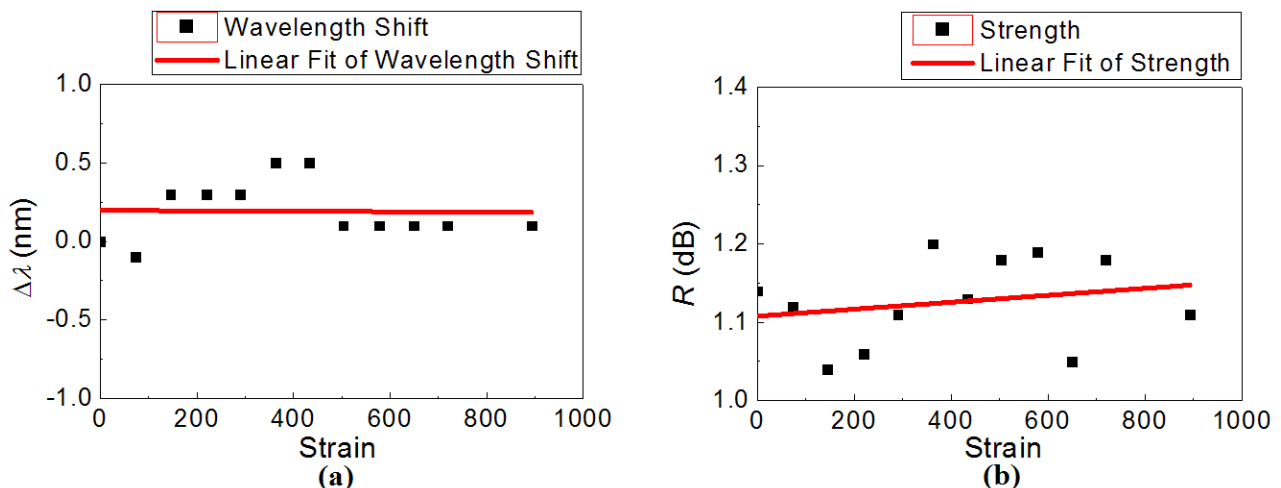 Wavelength Shift
Linear Fit of Wavelength Shift
1.0
0.5
0.0
-0.5
-1.0
Δλ (nm)
0 200 400 600 800 1000
Strain
(a)
Strength
Linear Fit of Strength
1.4
1.3
1.2
1.1
1.0
R (dB)
0 200 400 600 800 1000
Strain
(b)